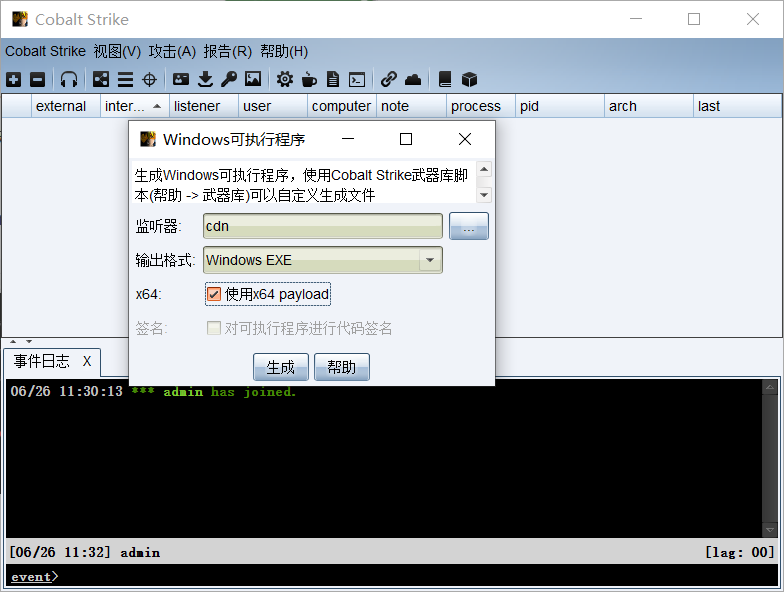 Cobalt Strike
Cobalt Strike 视图(V) 攻击(A) 报告(R) 帮助(H)
external inter... listener user computer note process pid arch last
Windows可执行程序
生成Windows可执行程序，使用Cobalt Strike武器库脚
本(帮助 -> 武器库)可以自定义生成文件
监听器: cdn ...
输出格式: Windows EXE
x64: 使用x64 payload
签名: 对可执行程序进行代码签名
生成 帮助
事件日志 X
06/26 11:30:13 *** admin has joined.
[06/26 11:32] admin [lag: 00]
event>